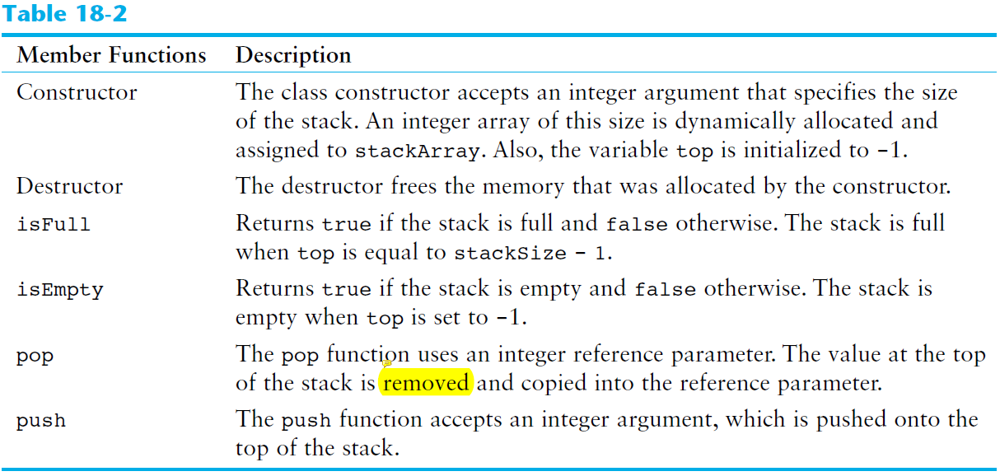 Table 18-2
Member Functions Description
Constructor The class constructor accepts an integer argument that specifies the size
of the stack. An integer array of this size is dynamically allocated and
assigned to stackArray. Also, the variable top is initialized to −1.
Destructor The destructor frees the memory that was allocated by the constructor.
isFull Returns true if the stack is full and false otherwise. The stack is full
when top is equal to stackSize − 1.
isEmpty Returns true if the stack is empty and false otherwise. The stack is
empty when top is set to −1.
pop The pop function uses an integer reference parameter. The value at the top
of the stack is removed and copied into the reference parameter.
push The push function accepts an integer argument, which is pushed onto the
top of the stack.